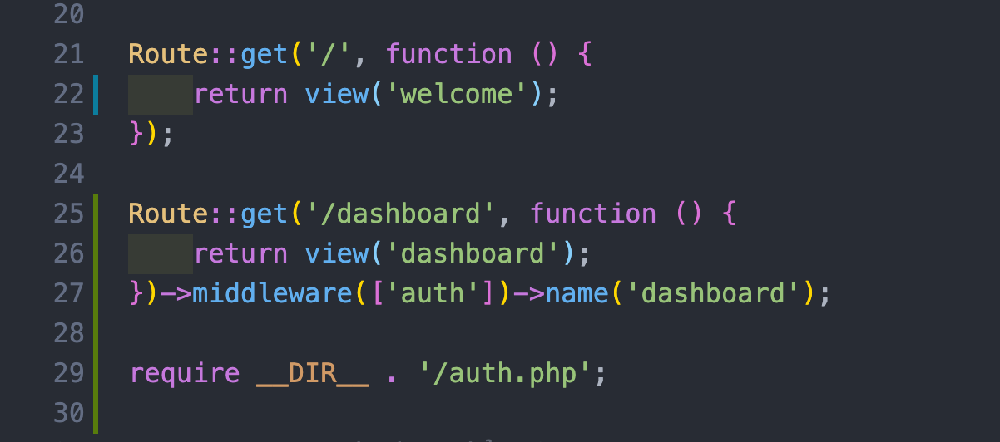 20
21 Route::get('/', function () {
22     return view('welcome');
23 });
24
25 Route::get('/dashboard', function () {
26     return view('dashboard');
27 })->middleware(['auth'])->name('dashboard');
28
29 require __DIR__ . '/auth.php';
30